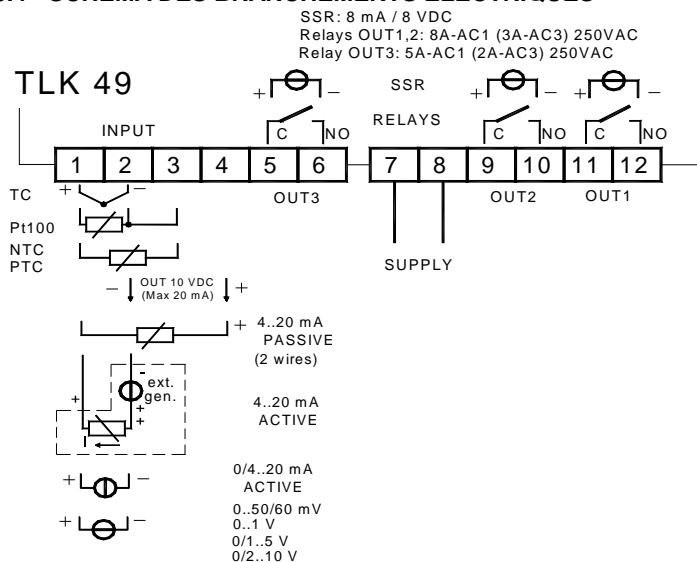 SCHEMA DES BRANCHEMENTS ELECTRIQUES
SSR: 8 mA / 8 VDC
Relays OUT1,2: 8A-AC1 (3A-AC3) 250VAC
Relay OUT3: 5A-AC1 (2A-AC3) 250VAC
TLK 49
+ − SSR + − + −
INPUT C NO RELAYS C NO C NO
1 2 3 4 5 6 7 8 9 10 11 12
TC + − OUT3 OUT2 OUT1
Pt100
NTC
PTC
SUPPLY
− OUT 10 VDC +
(Max 20 mA)
+ 4..20 mA
PASSIVE
(2 wires)
-
ext.
+ gen.
+ 4..20 mA
+ ACTIVE
I
0/4..20 mA
+ − ACTIVE
0..50/60 mV
+ − 0..1 V
0/1..5 V
0/2..10 V